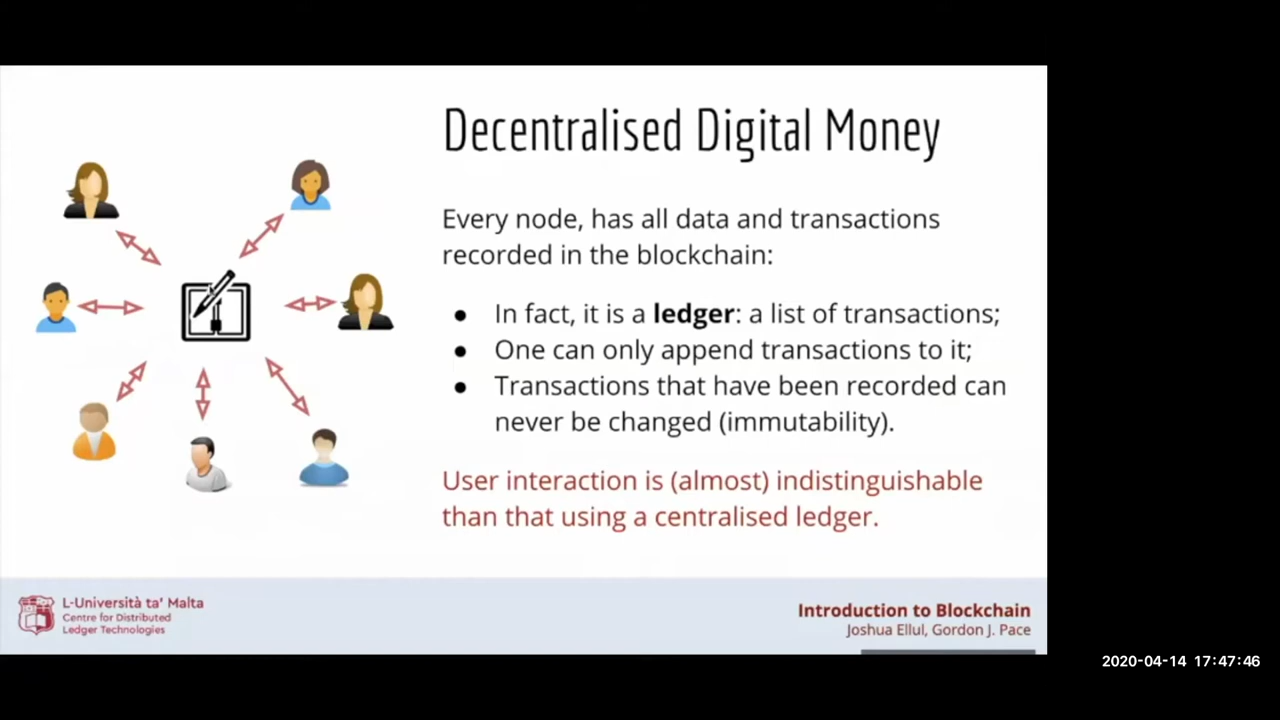 Decentralised Digital Money
Every node, has all data and transactions
recorded in the blockchain:
● In fact, it is a ledger: a list of transactions;
● One can only append transactions to it;
● Transactions that have been recorded can
never be changed (immutability).
User interaction is (almost) indistinguishable
than that using a centralised ledger.
L-Università ta' Malta
Centre for Distributed
Ledger Technologies
Introduction to Blockchain
Joshua Ellul, Gordon J. Pace
2020-04-14 17:47:46